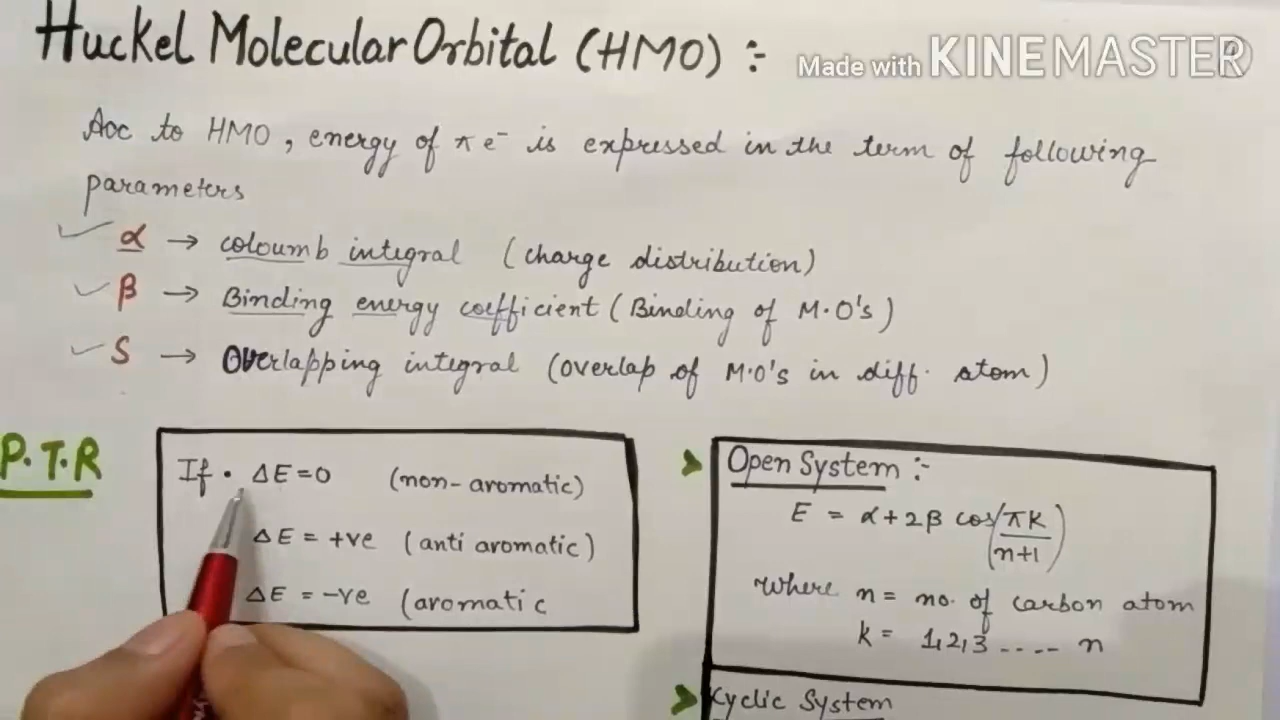 Huckel Molecular Orbital (HMO) :-
Made with KINEMASTER
Acc to HMO, energy of π e⁻ is expressed in the term of following
parameters
α → coloumb integral (charge distribution)
β → Binding energy coefficient (Binding of M.O's)
S → Overlapping integral (overlap of M.O's in diff. atom)
P.T.R
If • ΔE = 0 (non-aromatic)
ΔE = +ve (anti aromatic)
ΔE = -ve (aromatic
Open System :-
E = α + 2β cos (πk/n+1)
where n = no. of carbon atom
k = 1,2,3 ---- n
Cyclic System